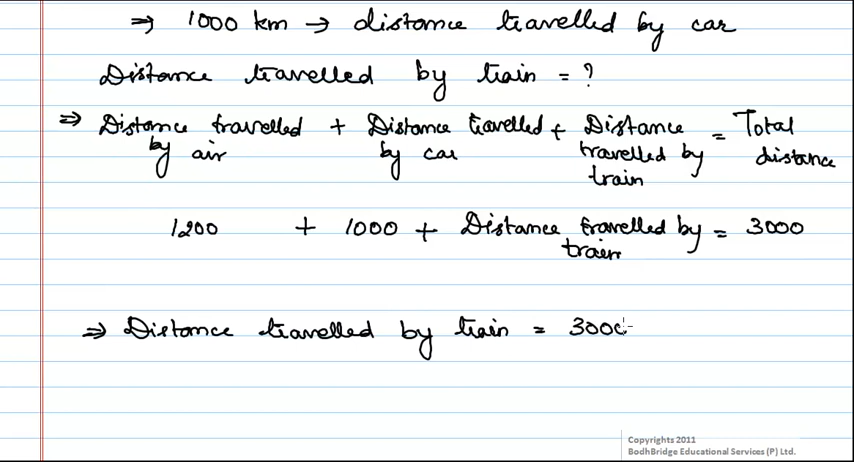 ⇒ 1000 km → distance travelled by car
Distance travelled by train = ?
⇒ Distance travelled by air + Distance travelled by car + Distance travelled by train = Total distance
1200 + 1000 + Distance travelled by train = 3000
⇒ Distance travelled by train = 3000-
Copyrights 2011
BodhBridge Educational Services (P) Ltd.